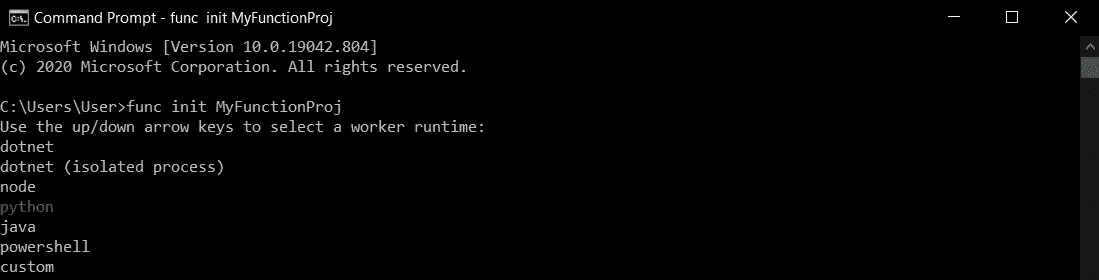 Command Prompt - func  init MyFunctionProj
Microsoft Windows [Version 10.0.19042.804]
(c) 2020 Microsoft Corporation. All rights reserved.
C:\Users\User>func init MyFunctionProj
Use the up/down arrow keys to select a worker runtime:
dotnet
dotnet (isolated process)
node
python
java
powershell
custom